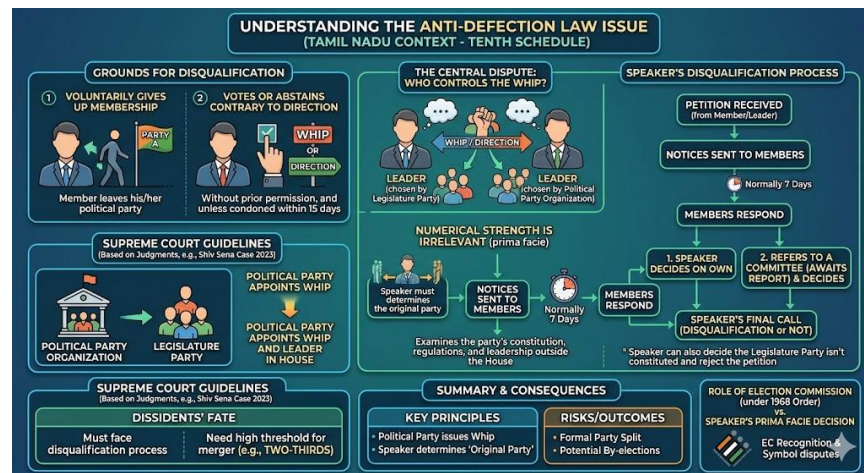 UNDERSTANDING THE ANTI-DEFECTION LAW ISSUE
(TAMIL NADU CONTEXT - TENTH SCHEDULE)
GROUNDS FOR DISQUALIFICATION
1 VOLUNTARILY GIVES
UP MEMBERSHIP
PARTY
A
Member leaves his/her
political party
2 VOTES OR ABSTAINS
CONTRARY TO DIRECTION
WHIP
OR
DIRECTION
Without prior permission, and
unless condoned within 15 days
SUPREME COURT GUIDELINES
(Based on Judgments, e.g., Shiv Sena Case 2023)
POLITICAL PARTY
ORGANIZATION
LEGISLATURE
PARTY
POLITICAL PARTY
APPOINTS WHIP
POLITICAL PARTY
APPOINTS WHIP
AND LEADER
IN HOUSE
SUPREME COURT GUIDELINES
(Based on Judgments, e.g., Shiv Sena Case 2023)
DISSIDENTS' FATE
Must face
disqualification process
Need high threshold for
merger (e.g., TWO-THIRDS)
THE CENTRAL DISPUTE:
WHO CONTROLS THE WHIP?
WHIP / DIRECTION
LEADER
(chosen by
Legislature Party)
LEADER
(chosen by Political
Party Organization)
NUMERICAL STRENGTH IS
IRRELEVANT (prima facie)
Speaker must
determines
the original party
NOTICES
SENT TO
MEMBERS
Normally
7 Days
MEMBERS
RESPOND
Examines the party's constitution,
regulations, and leadership outside
the House
SPEAKER'S DISQUALIFICATION PROCESS
PETITION RECEIVED
(from Member/Leader)
NOTICES SENT TO MEMBERS
Normally 7 Days
MEMBERS RESPOND
1. SPEAKER
DECIDES ON OWN
2. REFERS TO A
COMMITTEE (AWAITS
REPORT) & DECIDES
SPEAKER'S FINAL CALL
(DISQUALIFICATION or NOT)
* Speaker can also decide the Legislature Party isn't
constituted and reject the petition
SUMMARY & CONSEQUENCES
KEY PRINCIPLES
• Political Party issues Whip
• Speaker determines 'Original Party'
RISKS/OUTCOMES
• Formal Party Split
• Potential By-elections
ROLE OF ELECTION COMMISSION
(under 1968 Order)
vs.
SPEAKER'S PRIMA FACIE DECISION
EC Recognition &
Symbol disputes